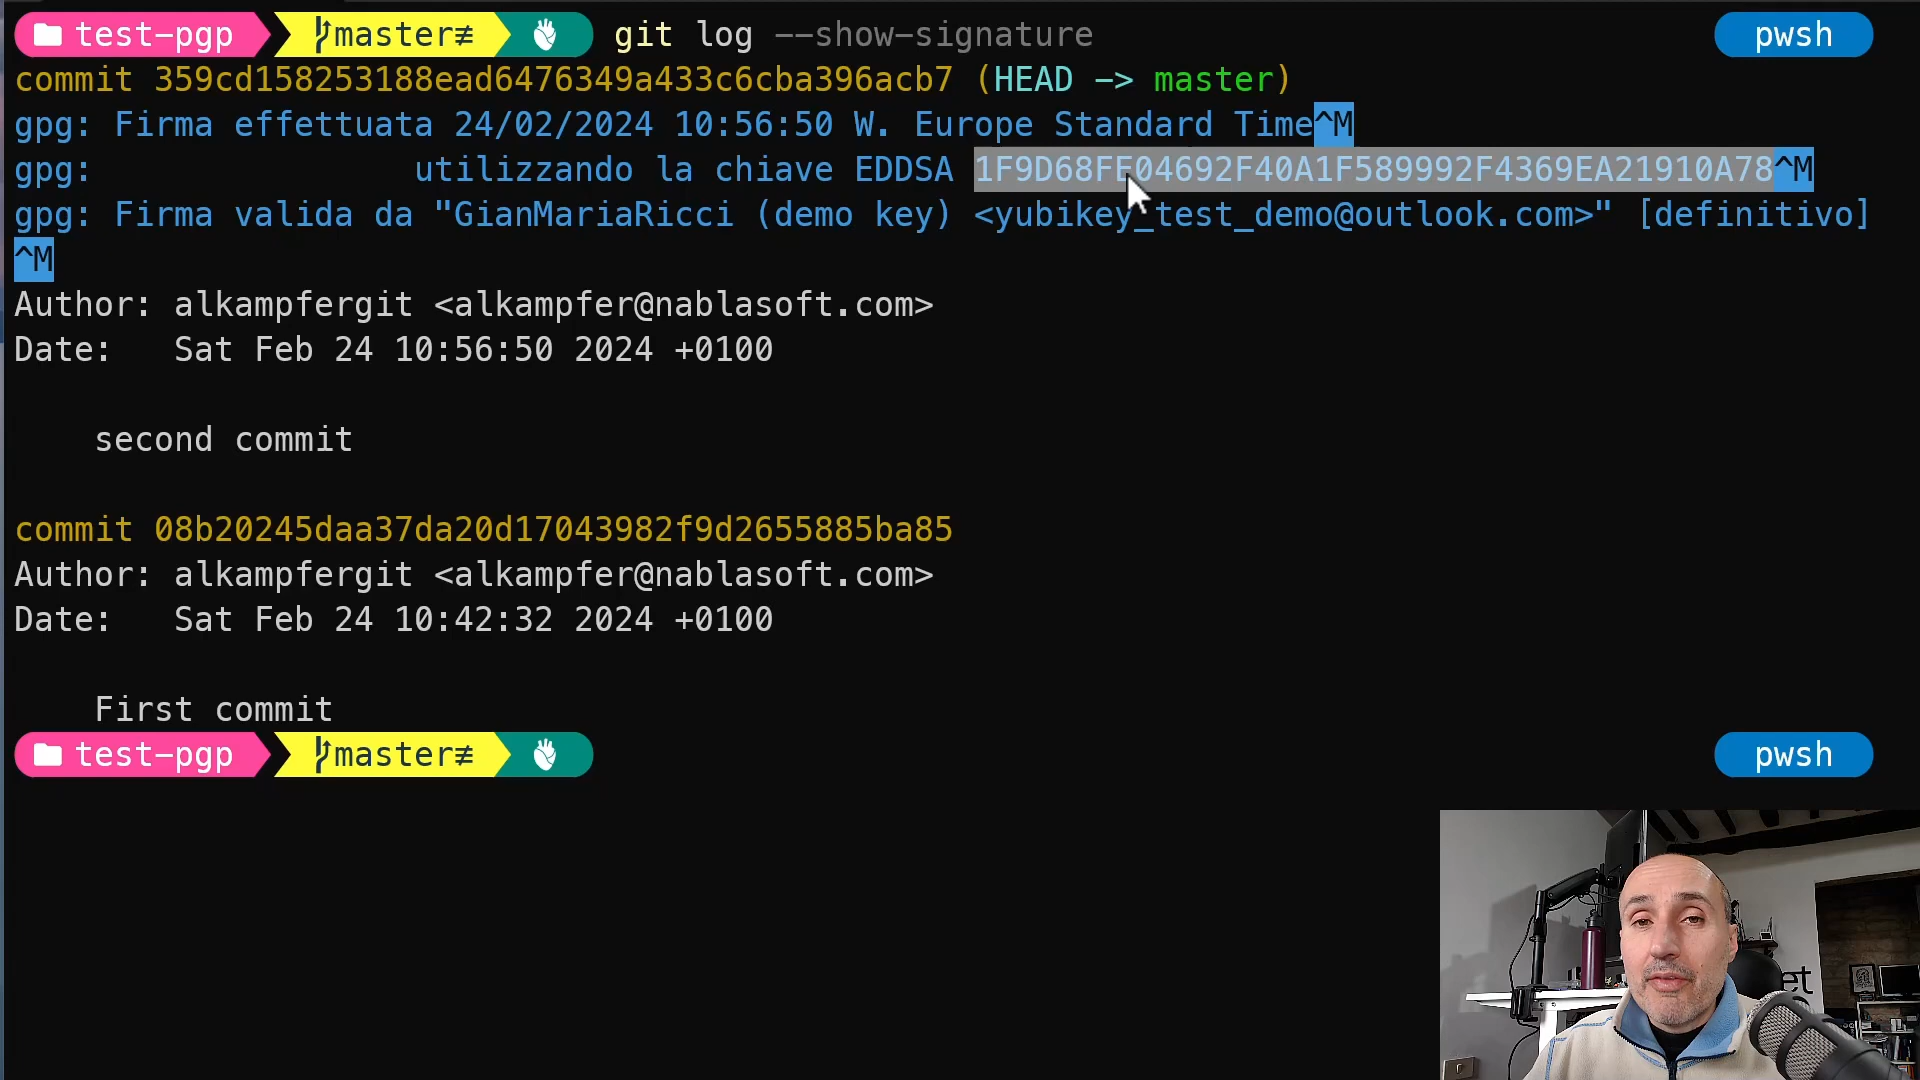 test-pgp master≢ git log --show-signature pwsh
commit 359cd158253188ead6476349a433c6cba396acb7 (HEAD -> master)
gpg: Firma effettuata 24/02/2024 10:56:50 W. Europe Standard Time^M
gpg:                utilizzando la chiave EDDSA 1F9D68FE04692F40A1F589992F4369EA21910A78^M
gpg: Firma valida da "GianMariaRicci (demo key) <yubikey_test_demo@outlook.com>" [definitivo]
^M
Author: alkampfergit <alkampfer@nablasoft.com>
Date:   Sat Feb 24 10:56:50 2024 +0100
    second commit
commit 08b20245daa37da20d17043982f9d2655885ba85
Author: alkampfergit <alkampfer@nablasoft.com>
Date:   Sat Feb 24 10:42:32 2024 +0100
    First commit
test-pgp master≢ pwsh